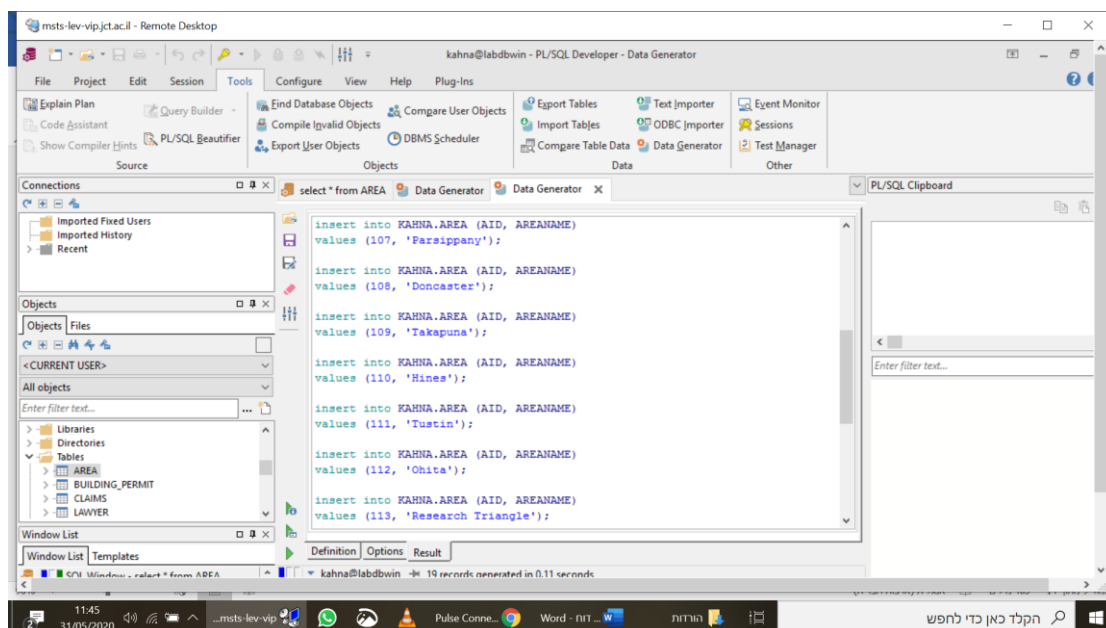 msts-lev-vip.jct.ac.il - Remote Desktop
kahna@labdbwin - PL/SQL Developer - Data Generator
File Project Edit Session Tools Configure View Help Plug-Ins
Explain Plan Query Builder Find Database Objects Compare User Objects Export Tables Text Importer Event Monitor
Code Assistant Compile Invalid Objects Import Tables ODBC Importer Sessions
Show Compiler Hints PL/SQL Beautifier Export User Objects DBMS Scheduler Compare Table Data Data Generator Test Manager
Source Objects Data Other
Connections
select * from AREA Data Generator Data Generator
PL/SQL Clipboard
Imported Fixed Users
Imported History
Recent
Objects
Objects Files
<CURRENT USER>
All objects
Enter filter text...
Libraries
Directories
Tables
AREA
BUILDING_PERMIT
CLAIMS
LAWYER
Window List
Window List Templates
SQL Window - select * from AREA
insert into KAHNA.AREA (AID, AREANAME)
values (107, 'Parsippany');
insert into KAHNA.AREA (AID, AREANAME)
values (108, 'Doncaster');
insert into KAHNA.AREA (AID, AREANAME)
values (109, 'Takapuna');
insert into KAHNA.AREA (AID, AREANAME)
values (110, 'Hines');
insert into KAHNA.AREA (AID, AREANAME)
values (111, 'Tustin');
insert into KAHNA.AREA (AID, AREANAME)
values (112, 'Ohita');
insert into KAHNA.AREA (AID, AREANAME)
values (113, 'Research Triangle');
Definition Options Result
kahna@labdbwin 19 records generated in 0.11 seconds
Enter filter text...
11:45
31/05/2020
...msts-lev-vip
Pulse Conne...
Word - דוח ...
הורדות
הקלד כאן כדי לחפש